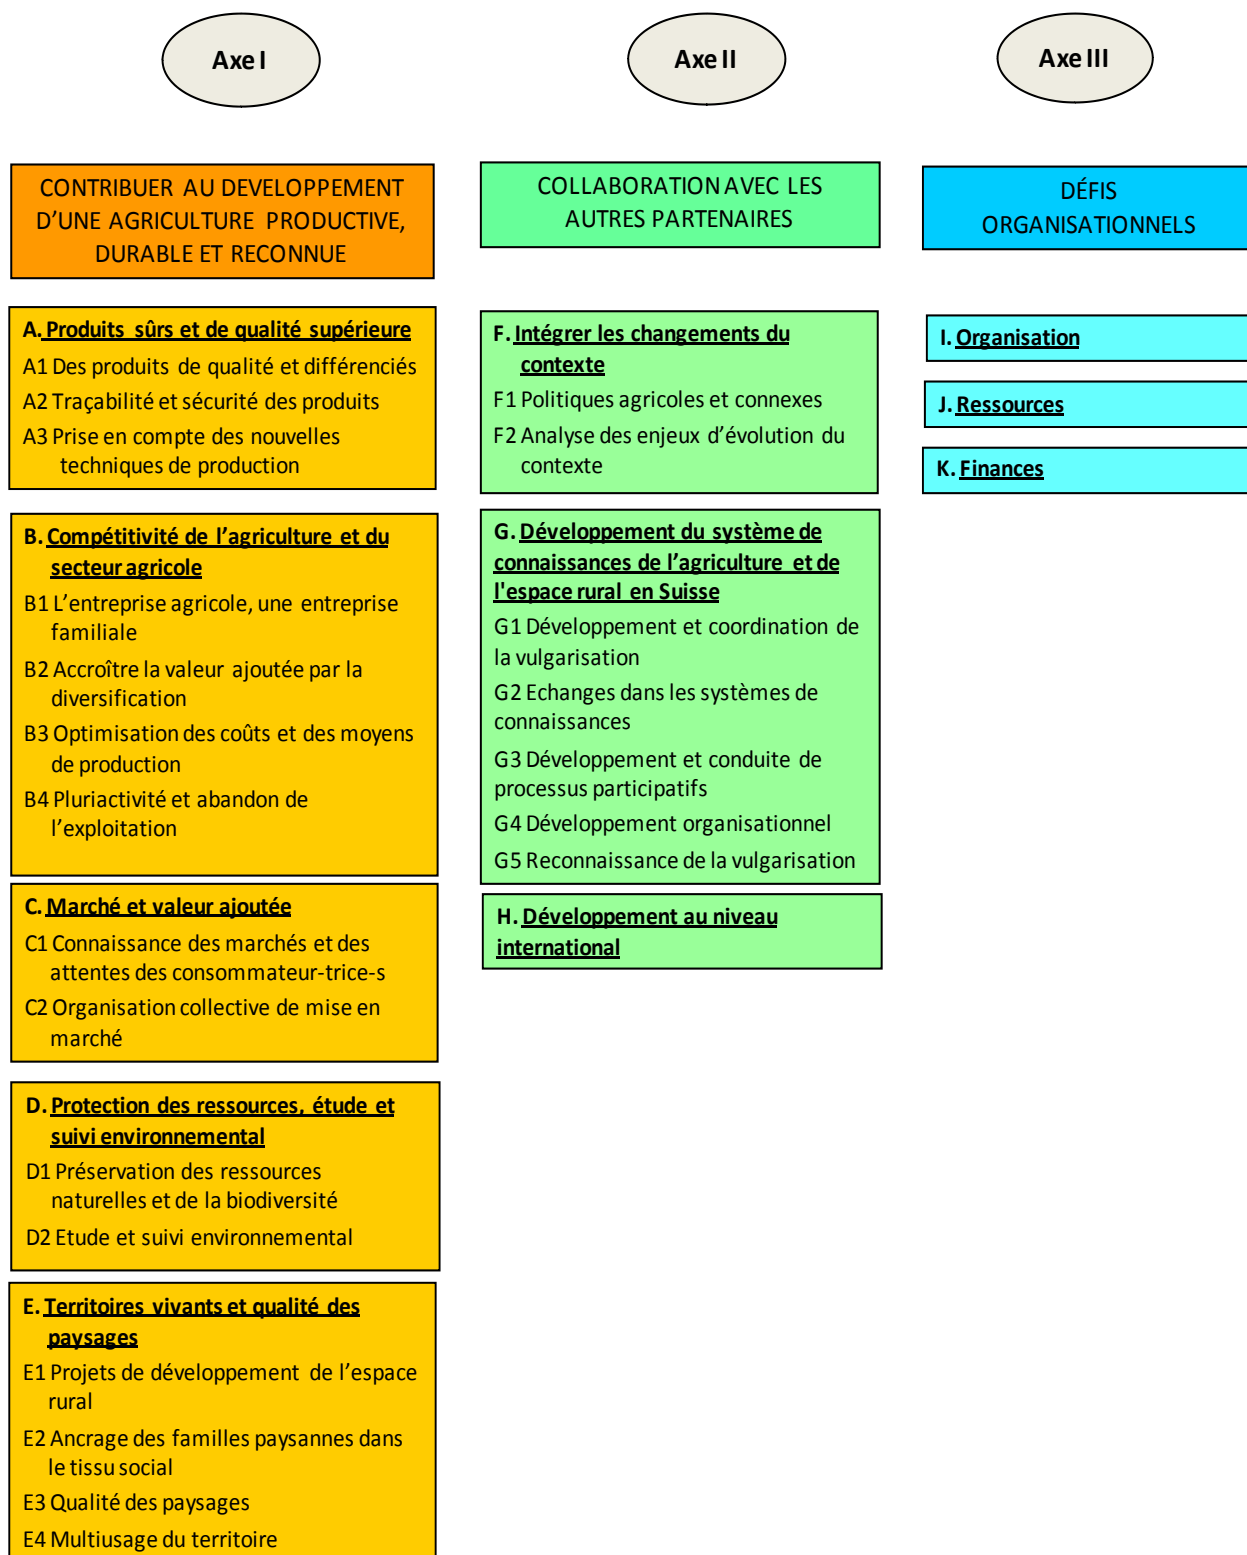 Axe I
CONTRIBUER AU DEVELOPPEMENT
D’UNE AGRICULTURE PRODUCTIVE,
DURABLE ET RECONNUE
A. Produits sûrs et de qualité supérieure
A1 Des produits de qualité et différenciés
A2 Traçabilité et sécurité des produits
A3 Prise en compte des nouvelles
techniques de production
B. Compétitivité de l’agriculture et du
secteur agricole
B1 L’entreprise agricole, une entreprise
familiale
B2 Accroître la valeur ajoutée par la
diversification
B3 Optimisation des coûts et des moyens
de production
B4 Pluriactivité et abandon de
l’exploitation
C. Marché et valeur ajoutée
C1 Connaissance des marchés et des
attentes des consommateur-trice-s
C2 Organisation collective de mise en
marché
D. Protection des ressources, étude et
suivi environnemental
D1 Préservation des ressources
naturelles et de la biodiversité
D2 Etude et suivi environnemental
E. Territoires vivants et qualité des
paysages
E1 Projets de développement de l’espace
rural
E2 Ancrage des familles paysannes dans
le tissu social
E3 Qualité des paysages
E4 Multiusage du territoire
Axe II
COLLABORATION AVEC LES
AUTRES PARTENAIRES
F. Intégrer les changements du
contexte
F1 Politiques agricoles et connexes
F2 Analyse des enjeux d’évolution du
contexte
G. Développement du système de
connaissances de l’agriculture et de
l'espace rural en Suisse
G1 Développement et coordination de
la vulgarisation
G2 Echanges dans les systèmes de
connaissances
G3 Développement et conduite de
processus participatifs
G4 Développement organisationnel
G5 Reconnaissance de la vulgarisation
H. Développement au niveau
international
Axe III
DÉFIS
ORGANISATIONNELS
I. Organisation
J. Ressources
K. Finances